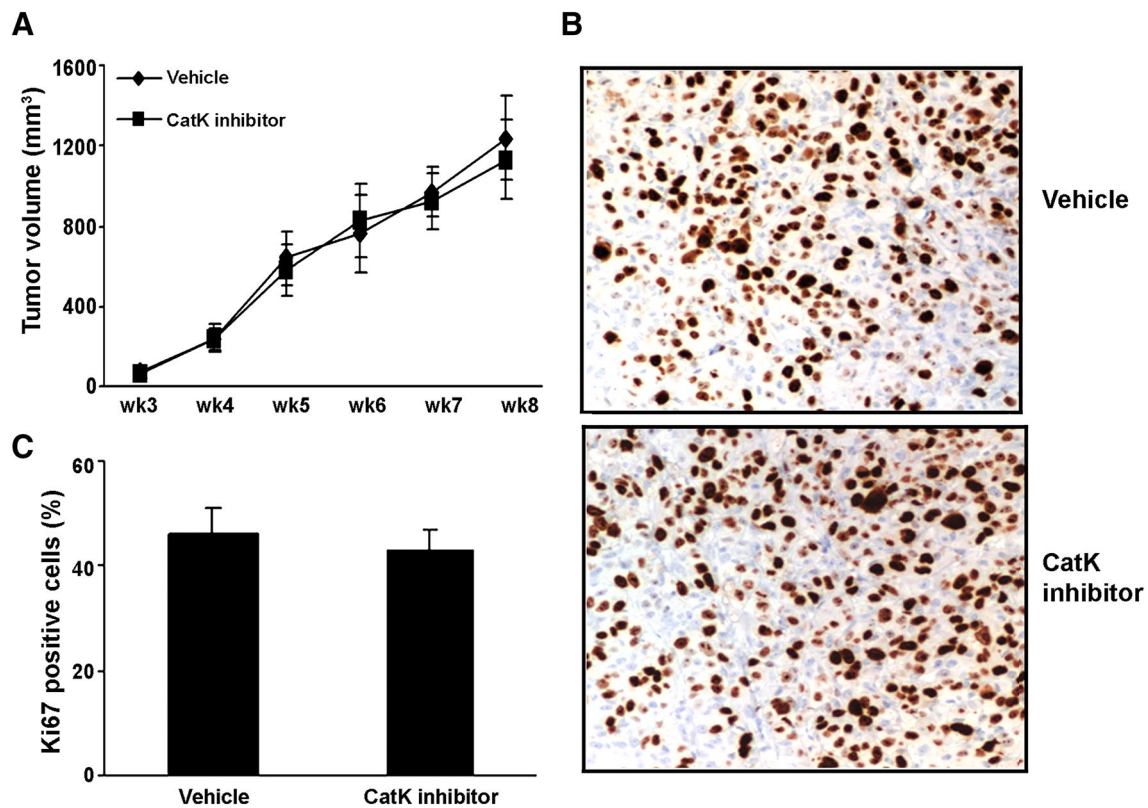 A
Tumor volume (mm³)
1600
1200
800
400
0
Vehicle
CatK inhibitor
wk3 wk4 wk5 wk6 wk7 wk8
B
Vehicle
CatK
inhibitor
C
Ki67 positive cells (%)
60
40
20
0
Vehicle CatK inhibitor